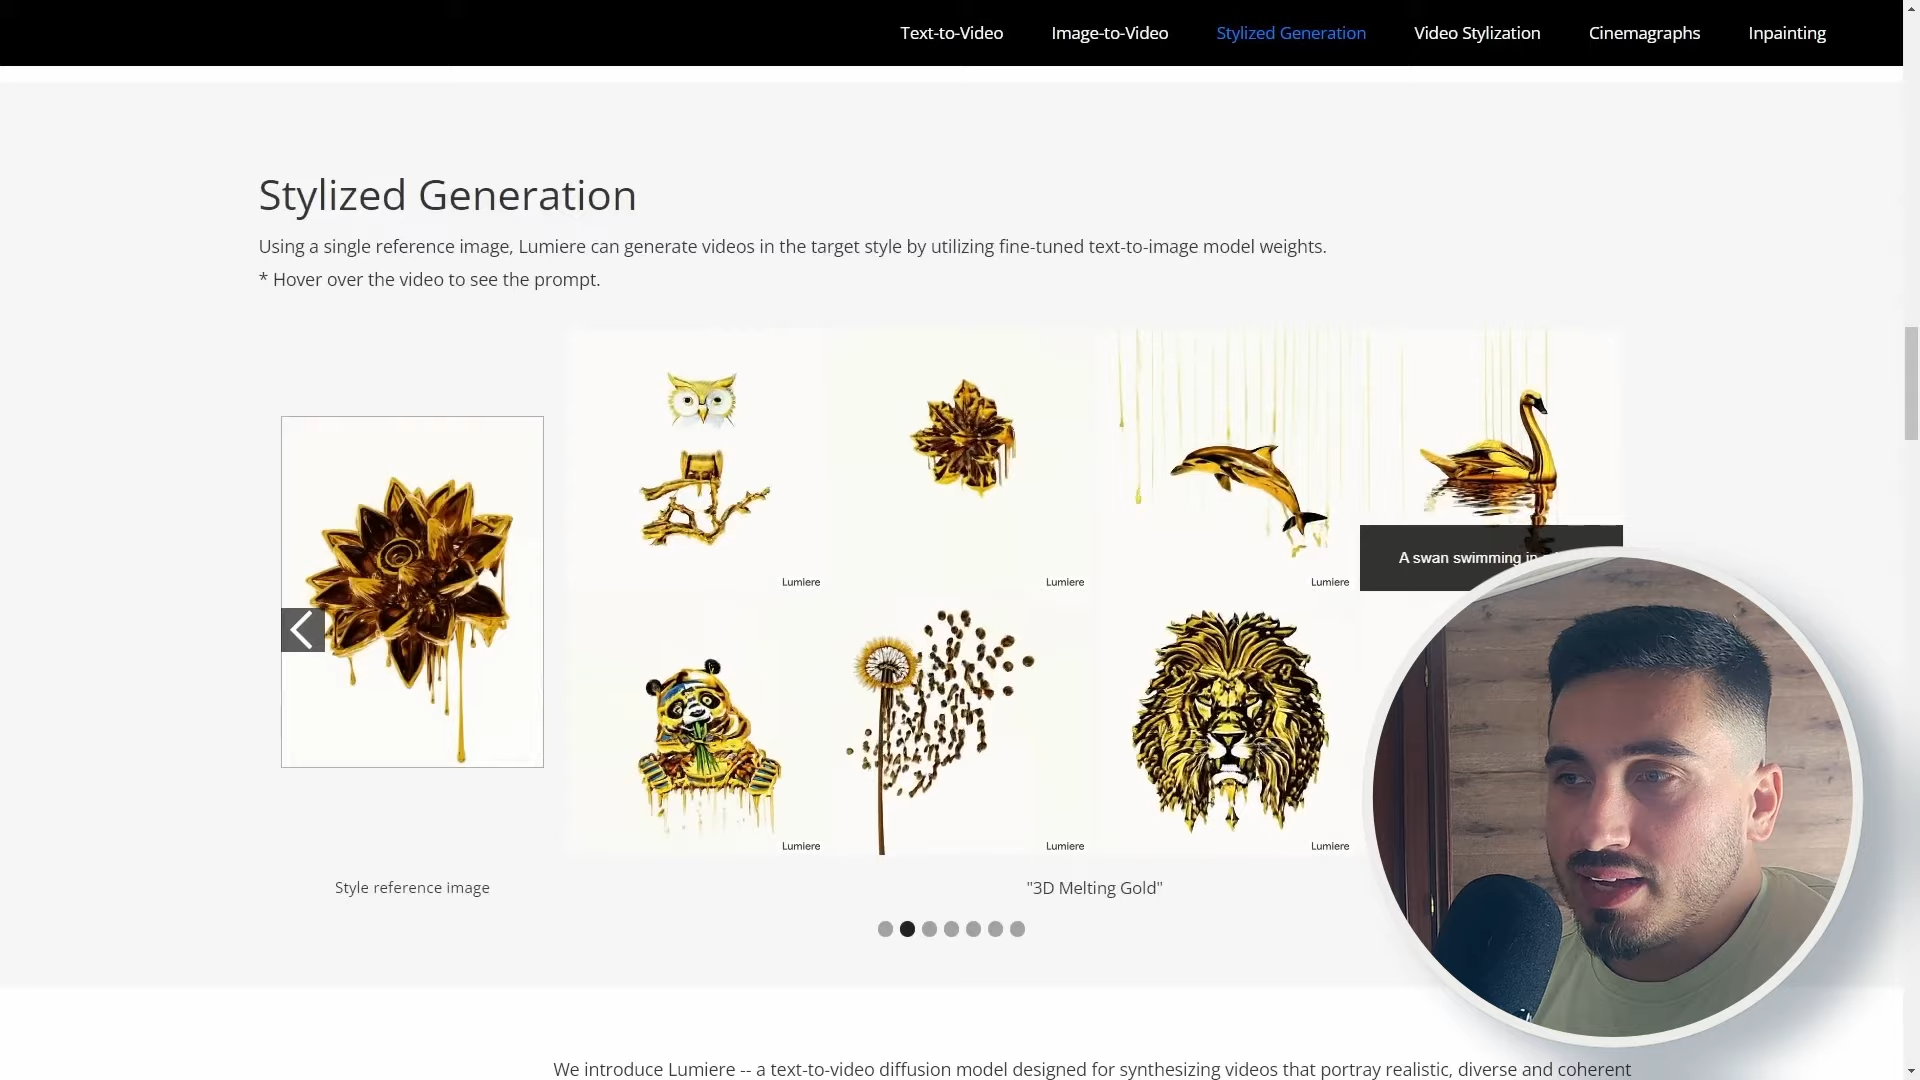 Text-to-Video
Image-to-Video
Stylized Generation
Video Stylization
Cinemagraphs
Inpainting
Stylized Generation
Using a single reference image, Lumiere can generate videos in the target style by utilizing fine-tuned text-to-image model weights.
* Hover over the video to see the prompt.
A swan swimming in
Lumiere
Lumiere
Lumiere
Lumiere
Lumiere
Lumiere
Style reference image
"3D Melting Gold"
We introduce Lumiere -- a text-to-video diffusion model designed for synthesizing videos that portray realistic, diverse and coherent